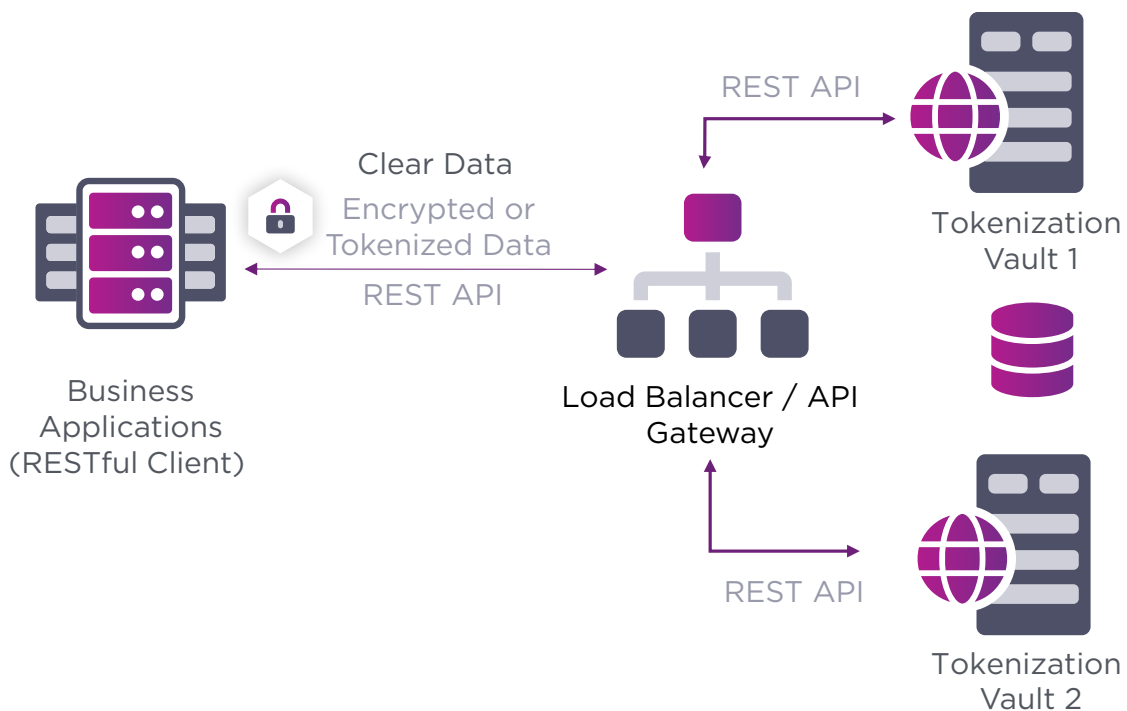 REST API
Clear Data
Encrypted or
Tokenized Data
REST API
Tokenization
Vault 1
Business
Applications
(RESTful Client)
Load Balancer / API
Gateway
REST API
Tokenization
Vault 2